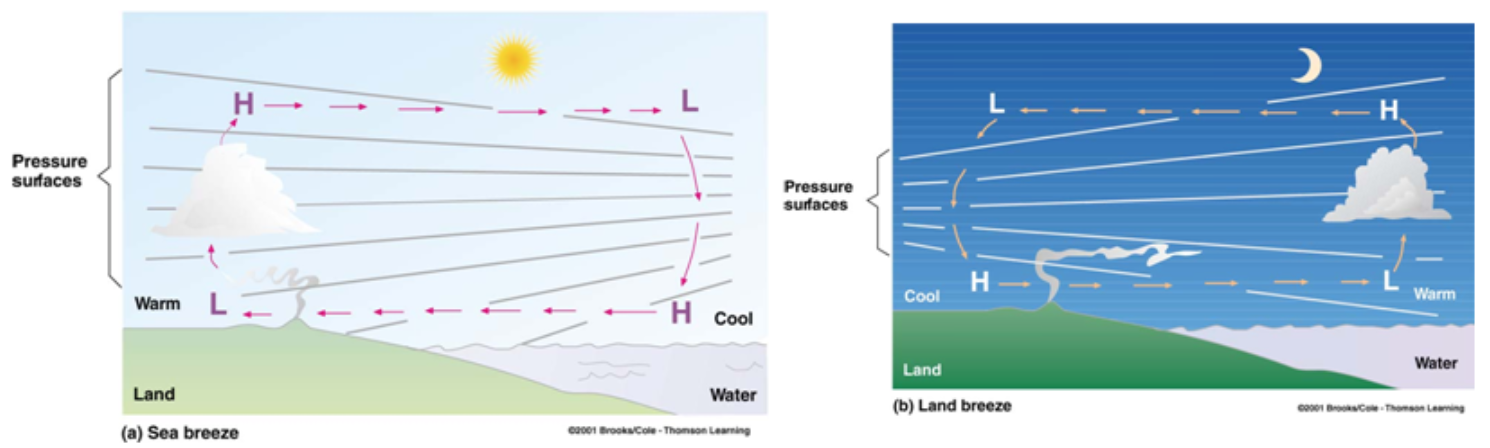 H
L
Pressure
surfaces
Warm
L
H
Cool
Land
Water
(a) Sea breeze
©2001 Brooks/Cole - Thomson Learning
L
H
Pressure
surfaces
Cool
H
L
Warm
Land
Water
(b) Land breeze
©2001 Brooks/Cole - Thomson Learning